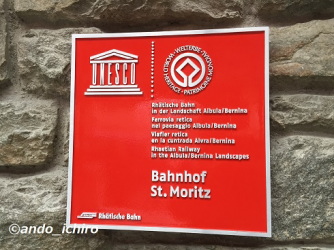 UNESCO
WORLD HERITAGE • PATRIMOINE MONDIAL • WELTERBE •
Rhätische Bahn
in der Landschaft Albula/Bernina
Ferrovia retica
nel paesaggio Albula/Bernina
Viafier retica
en la cuntrada Alvra/Bernina
Rhaetian Railway
in the Albula/Bernina Landscapes
Bahnhof
St. Moritz
Rhätische Bahn
©ando_ichiro